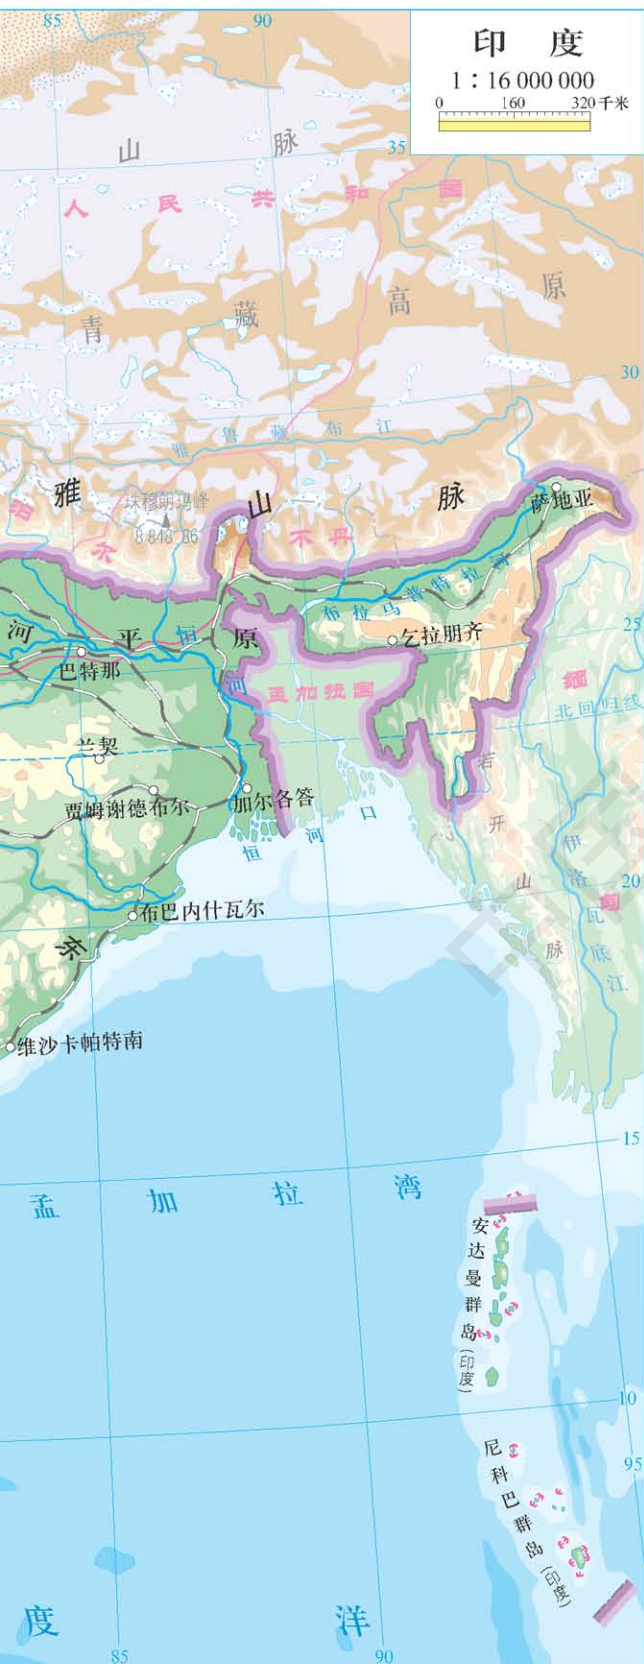 85
90
印 度
1：16 000 000
0 160 320千米
山 脉
35
人 民 共 和 国
青 藏 高 原
30
雅 鲁 藏 布 江
雅 山 脉
珠穆朗玛峰
8 848.86
泊 尔
不 丹
萨地亚
布 拉 马 普 特 拉 河
河 平 原
恒 河
25
乞拉朋齐
巴特那
孟加拉国
缅
北回归线
兰契
贾姆谢德布尔
加尔各答
恒 河 口
若 开 山 脉
伊 洛 瓦 底 江
20
甸
布巴内什瓦尔
东
维沙卡帕特南
15
孟 加 拉 湾
安达曼群岛(印度)
10
尼科巴群岛(印度)
95
度 洋
85
90